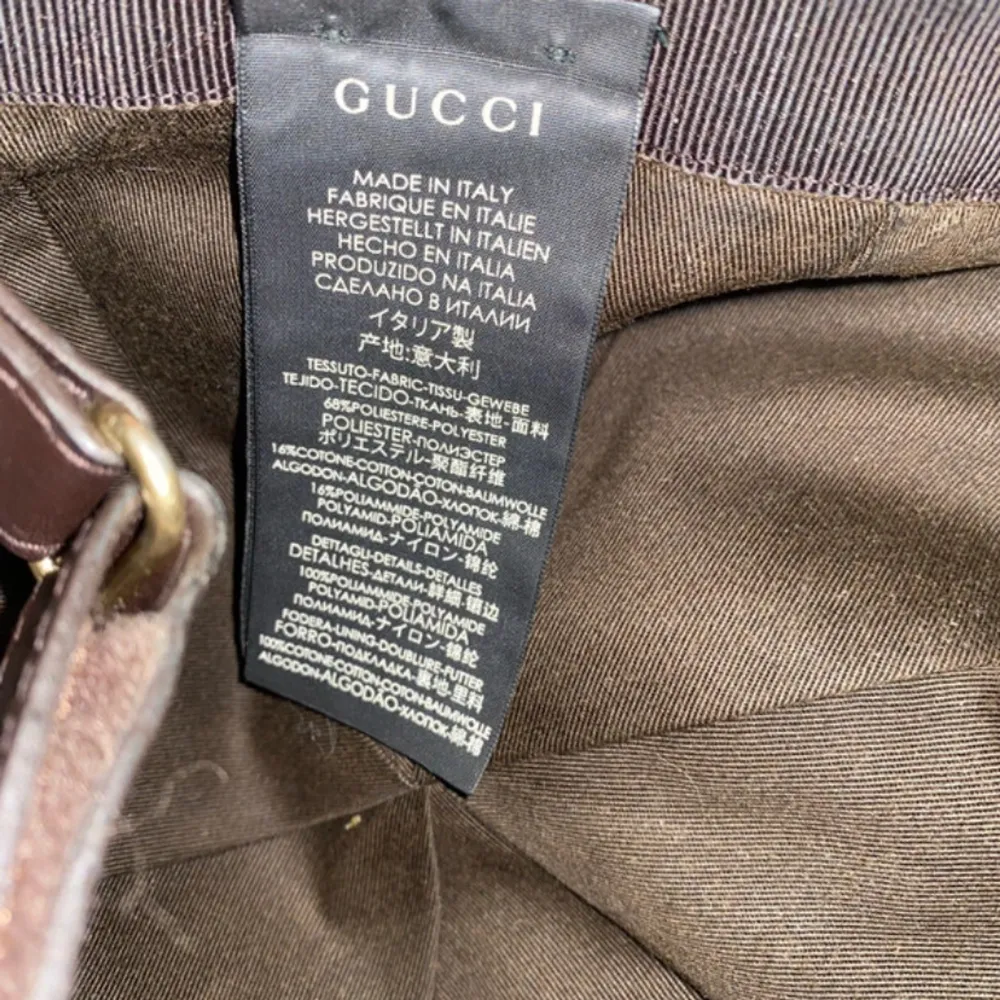 GUCCI
MADE IN ITALY
FABRIQUE EN ITALIE
HERGESTELLT IN ITALIEN
HECHO EN ITALIA
PRODUZIDO NA ITALIA
СДЕЛАНО В ИТАЛИИ
イタリア製
产地:意大利
TESSUTO-FABRIC-TISSU-GEWEBE
TEJIDO-TECIDO-ТКАНЬ-表地-面料
68%POLIESTERE-POLYESTER
POLIESTER-ПОЛИЭСТЕР
ポリエステル-聚酯纤维
16%COTONE-COTTON-COTON-BAUMWOLLE
ALGODON-ALGODÃO-ХЛОПОК-綿-棉
16%POLIAMMIDE-POLYAMIDE
POLYAMID-POLIAMIDA
ПОЛИАМИД-ナイロン-锦纶
DETTAGLI-DETAILS-DETALLES
DETALHES-ДЕТАЛИ-詳細-镶边
100%POLIAMMIDE-POLYAMIDE
POLYAMID-POLIAMIDA
ПОЛИАМИД-ナイロン-锦纶
FODERA-LINING-DOUBLURE-FUTTER
FORRO-ПОДКЛАДКА-裏地-里料
100%COTONE-COTTON-COTON-BAUMWOLLE
ALGODON-ALGODÃO-ХЛОПОК-綿-棉